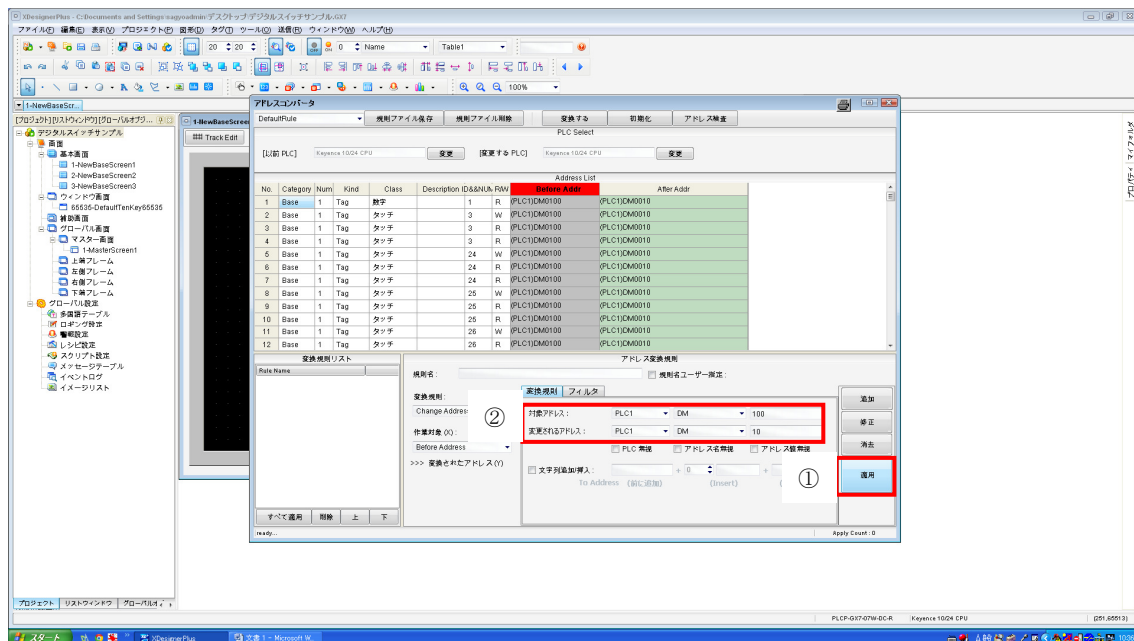 XDesignerPlus - C:Documents and Settings\sagyoadmin\デスクトップ\デジタルスイッチサンプル.GX7
ファイル(F) 編集(E) 表示(V) プロジェクト(P) 図形(D) タグ(T) ツール(O) 送信(R) ウィンドウ(W) ヘルプ(H)
20 20 0 Name Table1
100%
1-NewBaseScr...
[プロジェクト][リストウィンドウ][グローバルオブジ...
デジタルスイッチサンプル
画面
基本画面
1-NewBaseScreen1
2-NewBaseScreen2
3-NewBaseScreen3
ウィンドウ画面
65535-DefaultTenKey65535
補助画面
グローバル画面
マスター画面
1-MasterScreen1
上端フレーム
左側フレーム
右側フレーム
下端フレーム
グローバル設定
多国語テーブル
ロギング設定
警報設定
レシピ設定
スクリプト設定
メッセージテーブル
イベントログ
イメージリスト
プロジェクト リストウィンドウ グローバルオ
1-NewBaseScreen
Track Edit
アドレスコンバータ
DefaultRule 規則ファイル保存 規則ファイル削除 変換する 初期化 アドレス検査
PLC Select
[以前 PLC] Keyence 10/24 CPU 変更 [変更する PLC] Keyence 10/24 CPU 変更
Address List
No. Category Num Kind Class Description ID&&NUM R/W Before Addr After Addr
1 Base 1 Tag 数字 1 R (PLC1)DM0100 (PLC1)DM0010
2 Base 1 Tag タッチ 3 W (PLC1)DM0100 (PLC1)DM0010
3 Base 1 Tag タッチ 3 R (PLC1)DM0100 (PLC1)DM0010
4 Base 1 Tag タッチ 3 R (PLC1)DM0100 (PLC1)DM0010
5 Base 1 Tag タッチ 24 W (PLC1)DM0100 (PLC1)DM0010
6 Base 1 Tag タッチ 24 R (PLC1)DM0100 (PLC1)DM0010
7 Base 1 Tag タッチ 24 R (PLC1)DM0100 (PLC1)DM0010
8 Base 1 Tag タッチ 25 W (PLC1)DM0100 (PLC1)DM0010
9 Base 1 Tag タッチ 25 R (PLC1)DM0100 (PLC1)DM0010
10 Base 1 Tag タッチ 25 R (PLC1)DM0100 (PLC1)DM0010
11 Base 1 Tag タッチ 26 W (PLC1)DM0100 (PLC1)DM0010
12 Base 1 Tag タッチ 26 R (PLC1)DM0100 (PLC1)DM0010
変換規則リスト
Rule Name
すべて適用 削除 上 下
アドレス変換規則
規則名: 規則名ユーザー指定:
変換規則:
Change Address
作業対象 (X):
Before Address
>>> 変換されたアドレス(Y)
②
変換規則 フィルタ
対象アドレス: PLC1 DM 100
変更されるアドレス: PLC1 DM 10
PLC 無視 アドレス名無視 アドレス値無視
文字列追加/挿入: + 0 +
To Address (前に追加) (Insert)
①
追加
修正
消去
適用
ready... Apply Count : 0
プロパティ マイフォルダ
PLCP-GX7-07W-DC-R Keyence 10/24 CPU (251,65513)
スタート XDesignerPlus 文書 1 - Microsoft W...